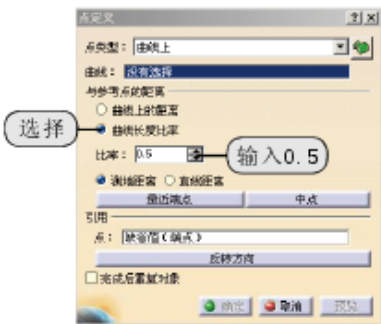 点定义
点类型： 曲线上
曲线： 没有选择
与参考点的距离
曲线上的距离
选择
曲线长度比率
比率： 0.5
输入0.5
测地距离 直线距离
最近端点 中点
引用
点： 缺省值(端点)
反转方向
完成后重复对象
确定 取消 预览